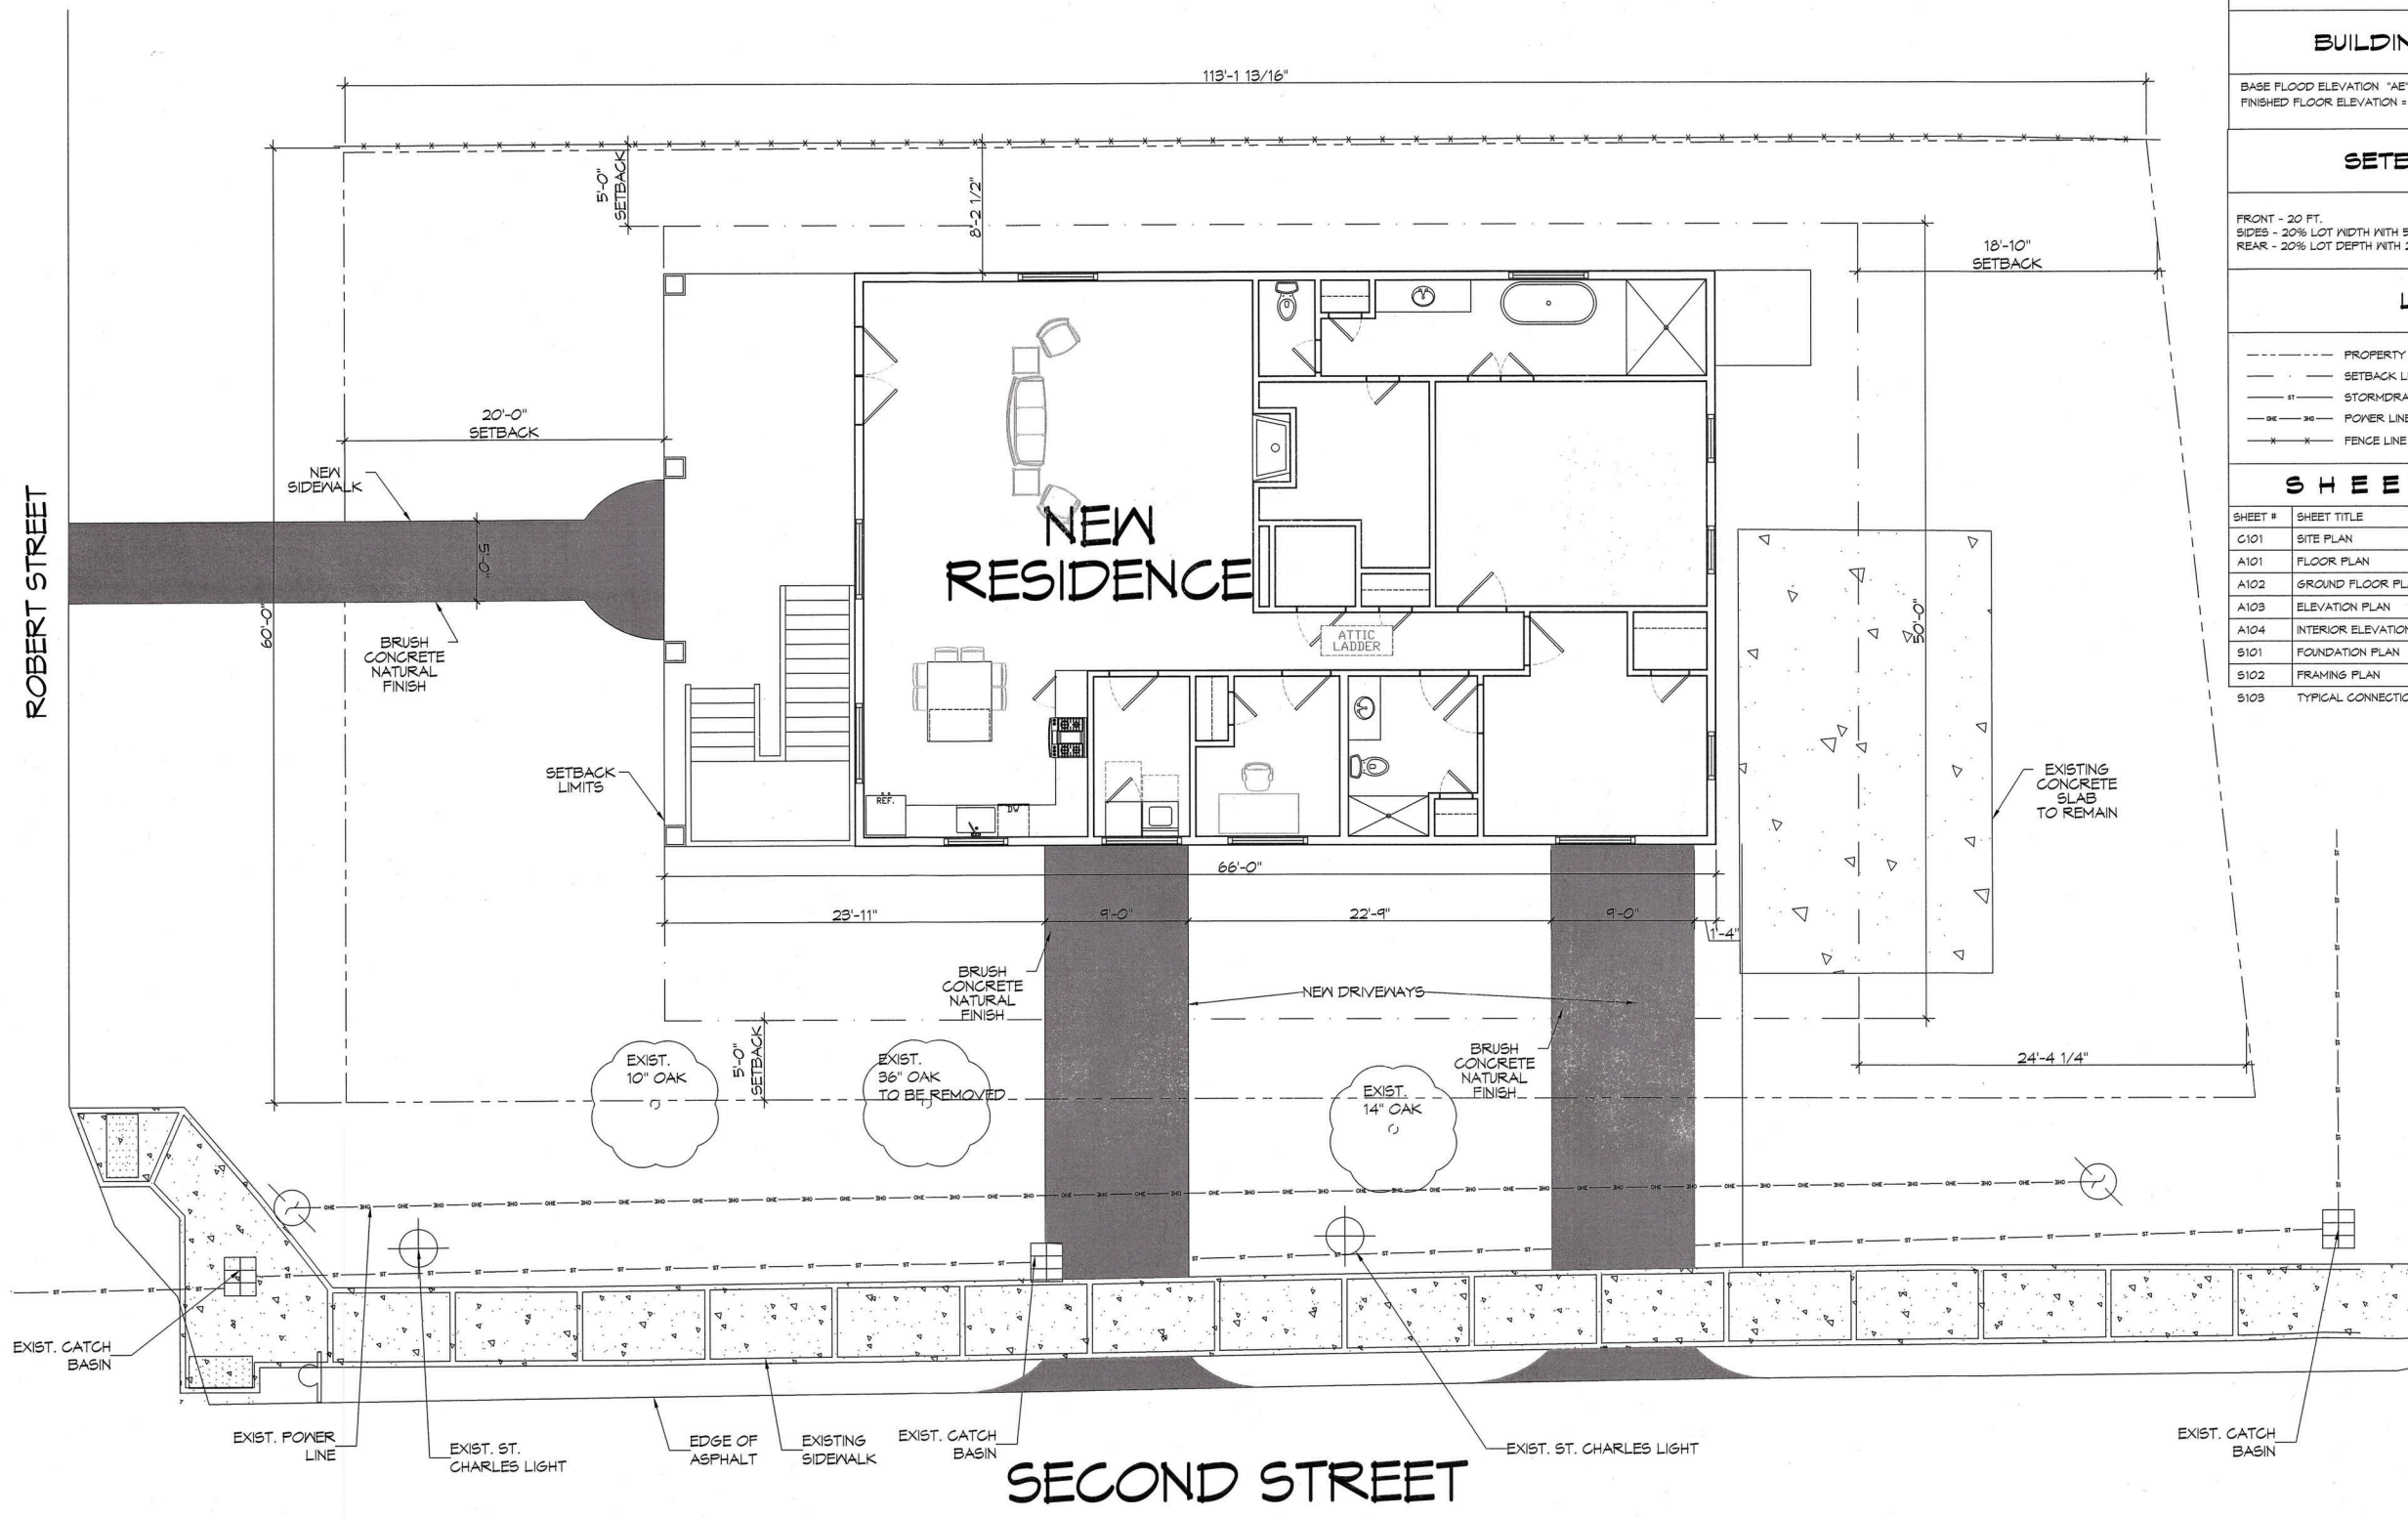 113'-1 13/16"
5'-0"
SETBACK
8'-2 1/2"
18'-10"
SETBACK
20'-0"
SETBACK
NEW
SIDEWALK
5'-0"
60'-0"
BRUSH
CONCRETE
NATURAL
FINISH
ROBERT STREET
SETBACK
LIMITS
NEW
RESIDENCE
ATTIC
LADDER
REF.
DW
50'-0"
EXISTING
CONCRETE
SLAB
TO REMAIN
66'-0"
23'-11"
9'-0"
22'-9"
9'-0"
1'-4"
BRUSH
CONCRETE
NATURAL
FINISH
NEW DRIVEWAYS
BRUSH
CONCRETE
NATURAL
FINISH
5'-0"
SETBACK
EXIST.
10" OAK
EXIST.
36" OAK
TO BE REMOVED
EXIST.
14" OAK
24'-4 1/4"
EXIST. CATCH
BASIN
EXIST. POWER
LINE
EXIST. ST.
CHARLES LIGHT
EDGE OF
ASPHALT
EXISTING
SIDEWALK
EXIST. CATCH
BASIN
EXIST. ST. CHARLES LIGHT
EXIST. CATCH
BASIN
SECOND STREET
BUILDIN
BASE FLOOD ELEVATION "AE"
FINISHED FLOOR ELEVATION =
SETB
FRONT - 20 FT.
SIDES - 20% LOT WIDTH WITH 5
REAR - 20% LOT DEPTH WITH 2
L
PROPERTY
SETBACK LI
ST STORMDRA
OHE OHE POWER LINE
X X FENCE LINE
SHEE
SHEET # SHEET TITLE
C101 SITE PLAN
A101 FLOOR PLAN
A102 GROUND FLOOR PL
A103 ELEVATION PLAN
A104 INTERIOR ELEVATION
S101 FOUNDATION PLAN
S102 FRAMING PLAN
S103 TYPICAL CONNECTIO